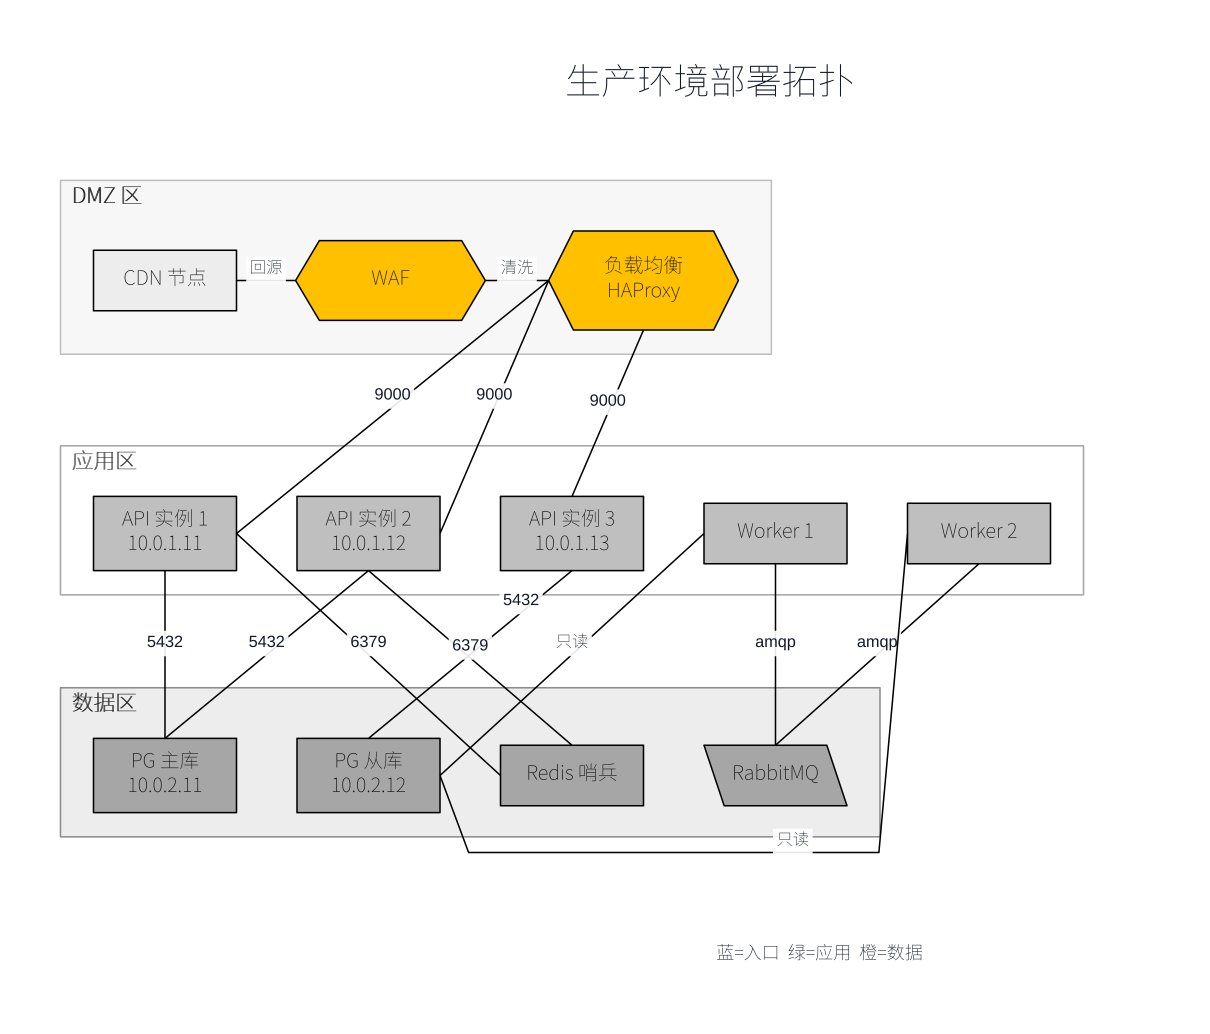 生产环境部署拓扑
DMZ 区
CDN 节点
回源
WAF
清洗
负载均衡
HAProxy
9000
9000
9000
应用区
API 实例 1
10.0.1.11
API 实例 2
10.0.1.12
API 实例 3
10.0.1.13
Worker 1
Worker 2
5432
5432
5432
6379
6379
只读
amqp
amqp
数据区
PG 主库
10.0.2.11
PG 从库
10.0.2.12
Redis 哨兵
RabbitMQ
只读
蓝=入口 绿=应用 橙=数据